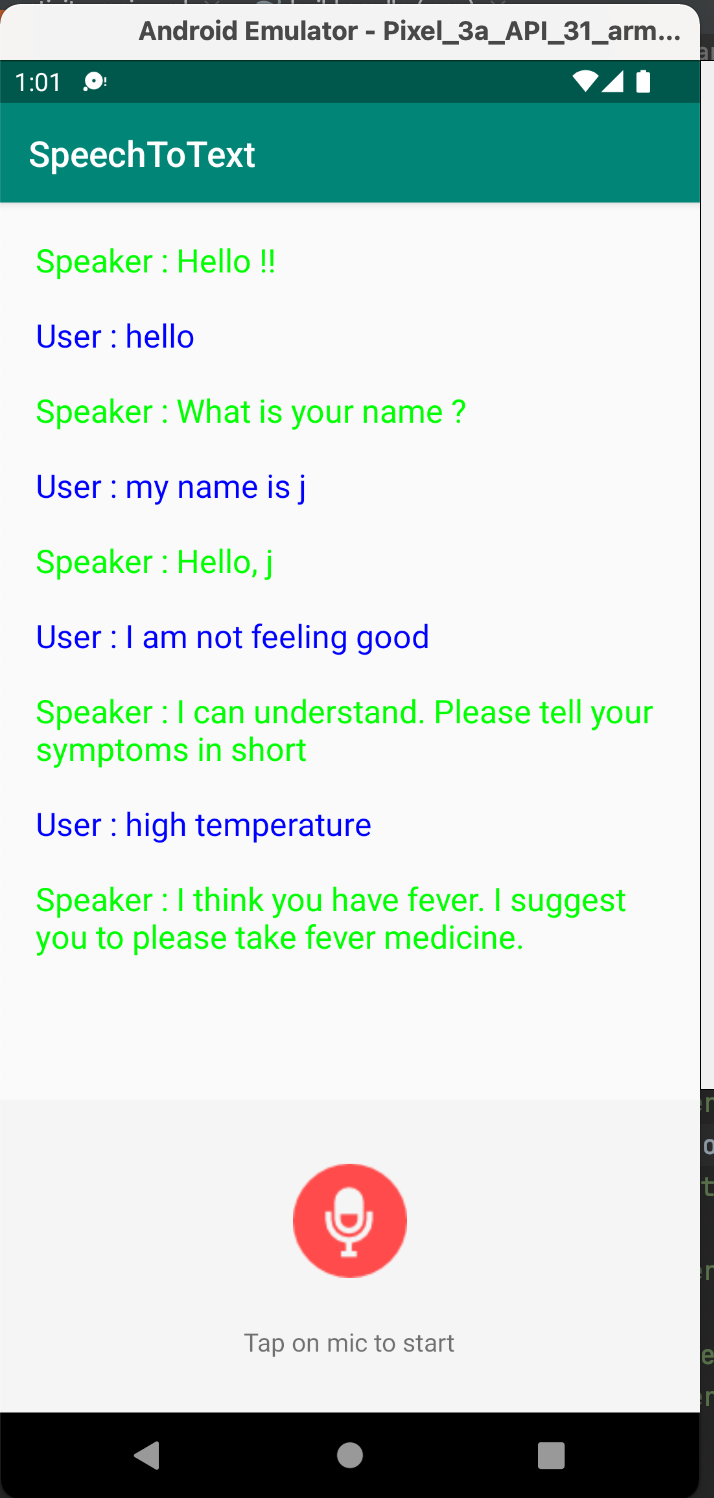 Android Emulator - Pixel_3a_API_31_arm...
1:01
SpeechToText
Speaker : Hello !!
User : hello
Speaker : What is your name ?
User : my name is j
Speaker : Hello, j
User : I am not feeling good
Speaker : I can understand. Please tell your
symptoms in short
User : high temperature
Speaker : I think you have fever. I suggest
you to please take fever medicine.
Tap on mic to start